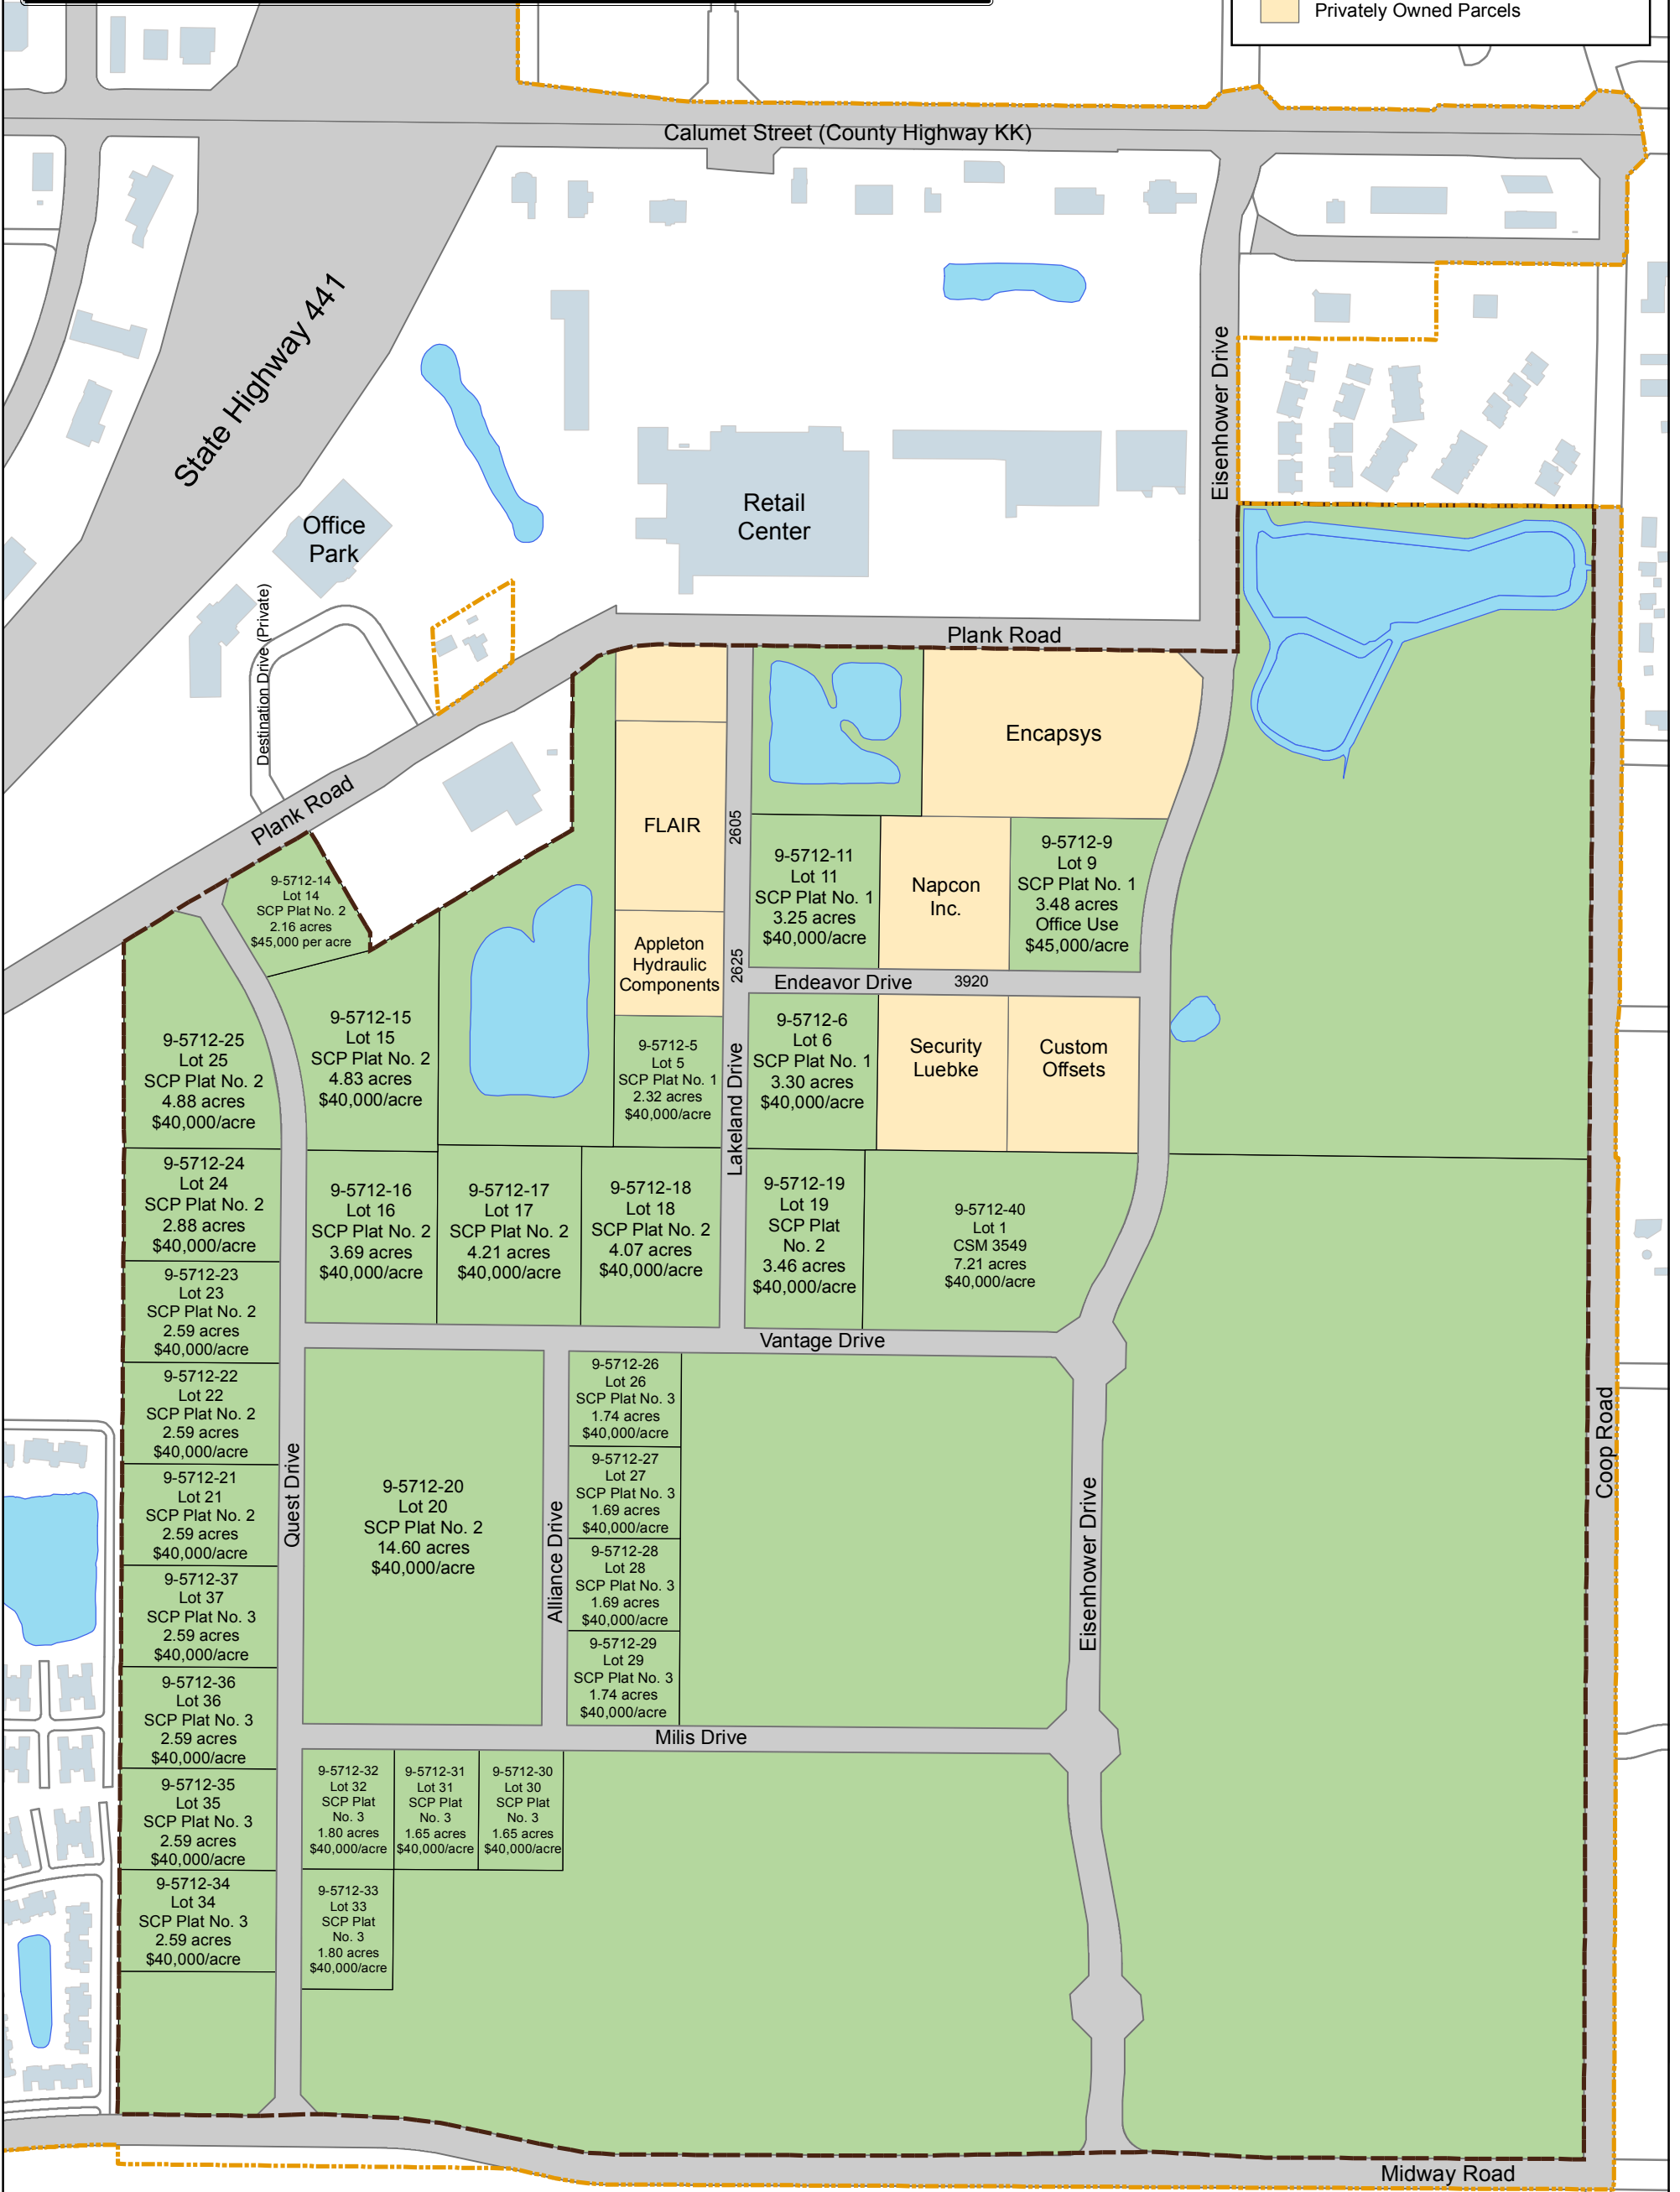 Privately Owned Parcels
Calumet Street (County Highway KK)
State Highway 441
Eisenhower Drive
Office
Park
Retail
Center
Destination Drive (Private)
Plank Road
Plank Road
Encapsys
FLAIR
2605
9-5712-11
Lot 11
SCP Plat No. 1
3.25 acres
$40,000/acre
Napcon
Inc.
9-5712-9
Lot 9
SCP Plat No. 1
3.48 acres
Office Use
$45,000/acre
9-5712-14
Lot 14
SCP Plat No. 2
2.16 acres
$45,000 per acre
Appleton
Hydraulic
Components
2625
Endeavor Drive
3920
9-5712-25
Lot 25
SCP Plat No. 2
4.88 acres
$40,000/acre
9-5712-15
Lot 15
SCP Plat No. 2
4.83 acres
$40,000/acre
9-5712-5
Lot 5
SCP Plat No. 1
2.32 acres
$40,000/acre
Lakeland Drive
9-5712-6
Lot 6
SCP Plat No. 1
3.30 acres
$40,000/acre
Security
Luebke
Custom
Offsets
9-5712-24
Lot 24
SCP Plat No. 2
2.88 acres
$40,000/acre
9-5712-16
Lot 16
SCP Plat No. 2
3.69 acres
$40,000/acre
9-5712-17
Lot 17
SCP Plat No. 2
4.21 acres
$40,000/acre
9-5712-18
Lot 18
SCP Plat No. 2
4.07 acres
$40,000/acre
9-5712-19
Lot 19
SCP Plat
No. 2
3.46 acres
$40,000/acre
9-5712-40
Lot 1
CSM 3549
7.21 acres
$40,000/acre
9-5712-23
Lot 23
SCP Plat No. 2
2.59 acres
$40,000/acre
Vantage Drive
9-5712-22
Lot 22
SCP Plat No. 2
2.59 acres
$40,000/acre
9-5712-26
Lot 26
SCP Plat No. 3
1.74 acres
$40,000/acre
9-5712-21
Lot 21
SCP Plat No. 2
2.59 acres
$40,000/acre
Quest Drive
9-5712-20
Lot 20
SCP Plat No. 2
14.60 acres
$40,000/acre
Alliance Drive
9-5712-27
Lot 27
SCP Plat No. 3
1.69 acres
$40,000/acre
9-5712-28
Lot 28
SCP Plat No. 3
1.69 acres
$40,000/acre
9-5712-29
Lot 29
SCP Plat No. 3
1.74 acres
$40,000/acre
Eisenhower Drive
Coop Road
9-5712-37
Lot 37
SCP Plat No. 3
2.59 acres
$40,000/acre
9-5712-36
Lot 36
SCP Plat No. 3
2.59 acres
$40,000/acre
Milis Drive
9-5712-35
Lot 35
SCP Plat No. 3
2.59 acres
$40,000/acre
9-5712-32
Lot 32
SCP Plat
No. 3
1.80 acres
$40,000/acre
9-5712-31
Lot 31
SCP Plat
No. 3
1.65 acres
$40,000/acre
9-5712-30
Lot 30
SCP Plat
No. 3
1.65 acres
$40,000/acre
9-5712-34
Lot 34
SCP Plat No. 3
2.59 acres
$40,000/acre
9-5712-33
Lot 33
SCP Plat
No. 3
1.80 acres
$40,000/acre
Midway Road